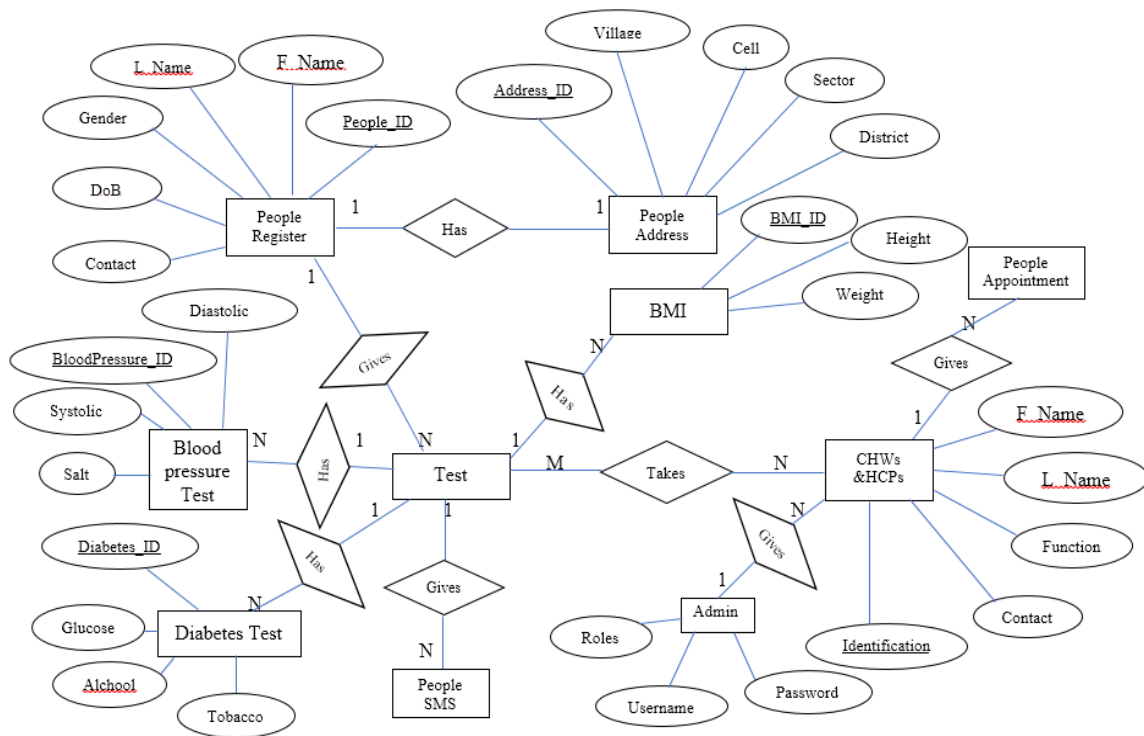 Village
Cell
L_Name
F_Name
Address_ID
Sector
Gender
People_ID
District
DoB
People
Register
1
Has
1
People
Address
BMI_ID
Height
People
Appointment
Contact
1
BMI
Weight
Diastolic
N
N
Gives
BloodPressure_ID
Gives
Has
1
F_Name
Systolic
Blood
pressure
Test
N
Has
1
N
1
Salt
Test
M
Takes
N
CHWs
&HCPs
L_Name
1
1
N
Diabetes_ID
Has
Gives
Function
Gives
1
N
Glucose
Diabetes Test
Admin
Contact
Roles
Identification
Alchool
N
People
SMS
Password
Tobacco
Username